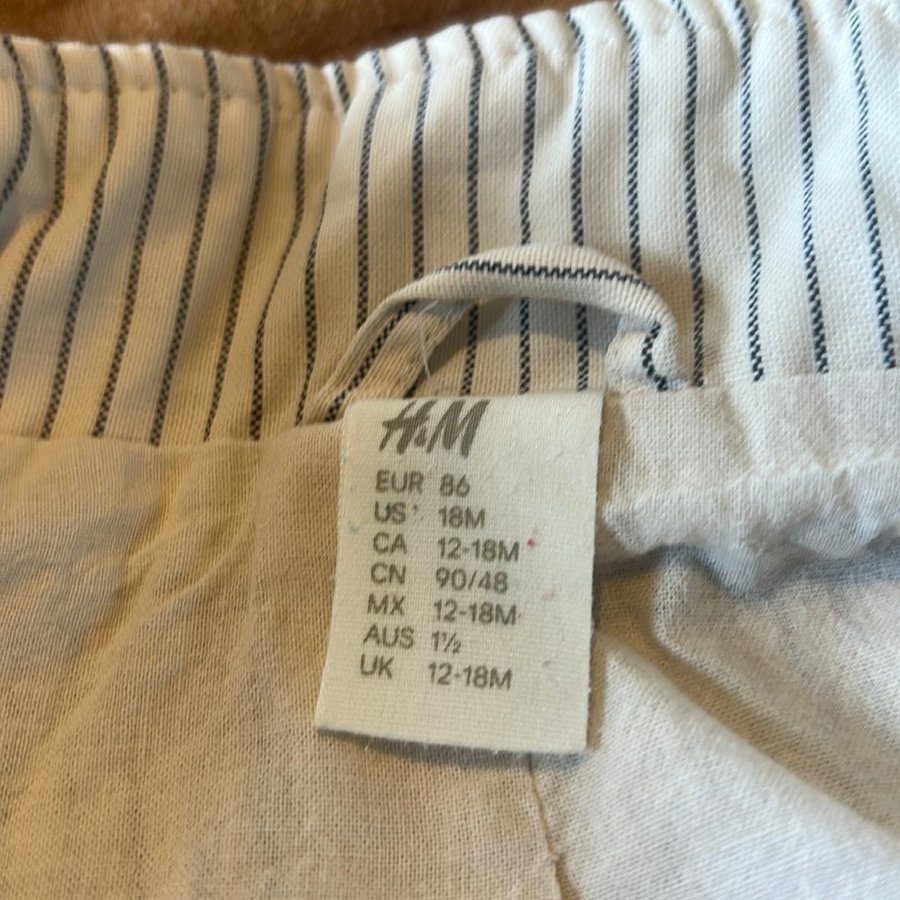 H&M
EUR 86
US 18M
CA 12-18M
CN 90/48
MX 12-18M
AUS 1½
UK 12-18M